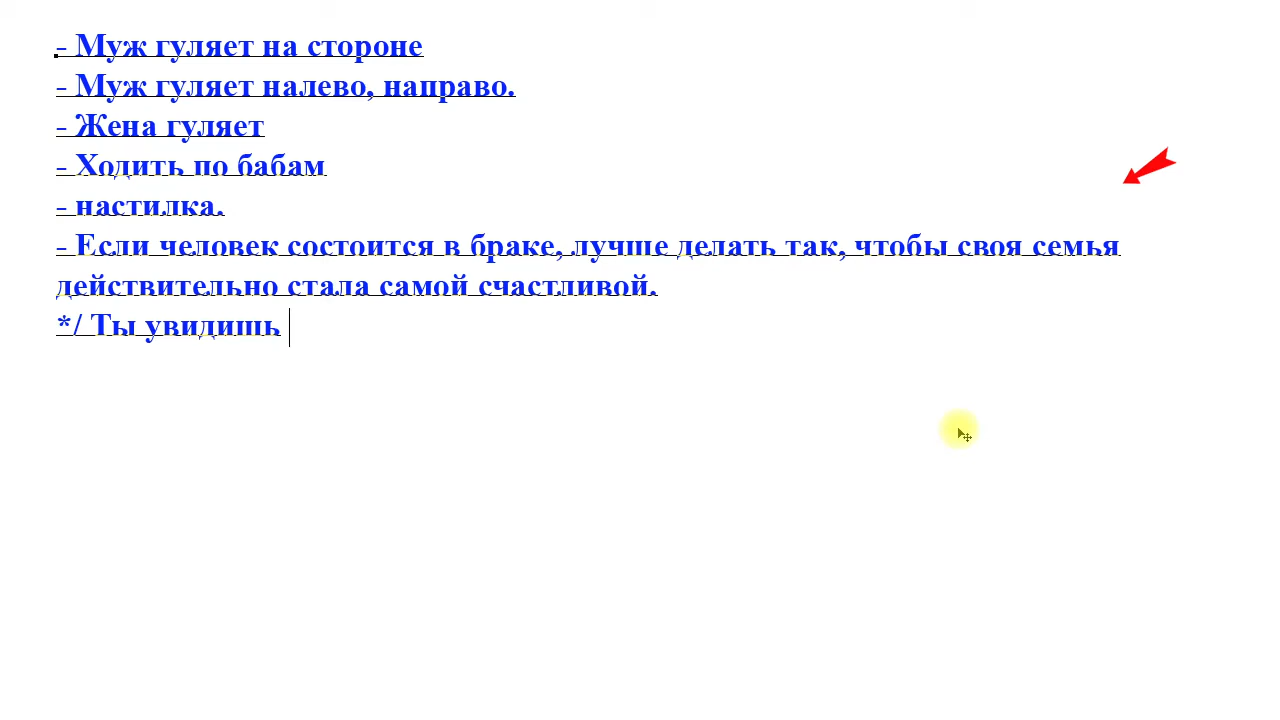 - Муж гуляет на стороне
- Муж гуляет налево, направо.
- Жена гуляет
- Ходить по бабам
- настилка.
- Если человек состоится в браке, лучше делать так, чтобы своя семья
действительно стала самой счастливой.
*/ Ты увидишь